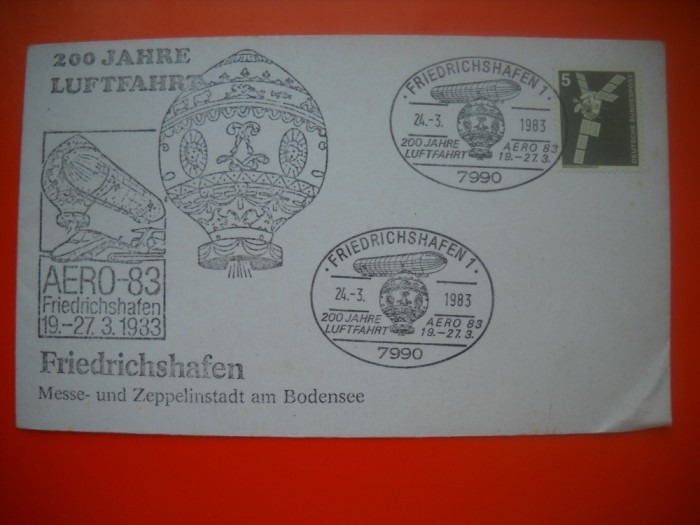 200 JAHRE
LUFTFAHRT
AERO-83
Friedrichshafen
19.-27.3.1983
Friedrichshafen
Messe- und Zeppelinstadt am Bodensee
FRIEDRICHSHAFEN 1
24.-3. 1983
200 JAHRE LUFTFAHRT
AERO 83
19.-27.3.
7990
5
DEUTSCHE BUNDESPOST
FRIEDRICHSHAFEN 1
24.-3. 1983
200 JAHRE LUFTFAHRT
AERO 83
19.-27.3.
7990